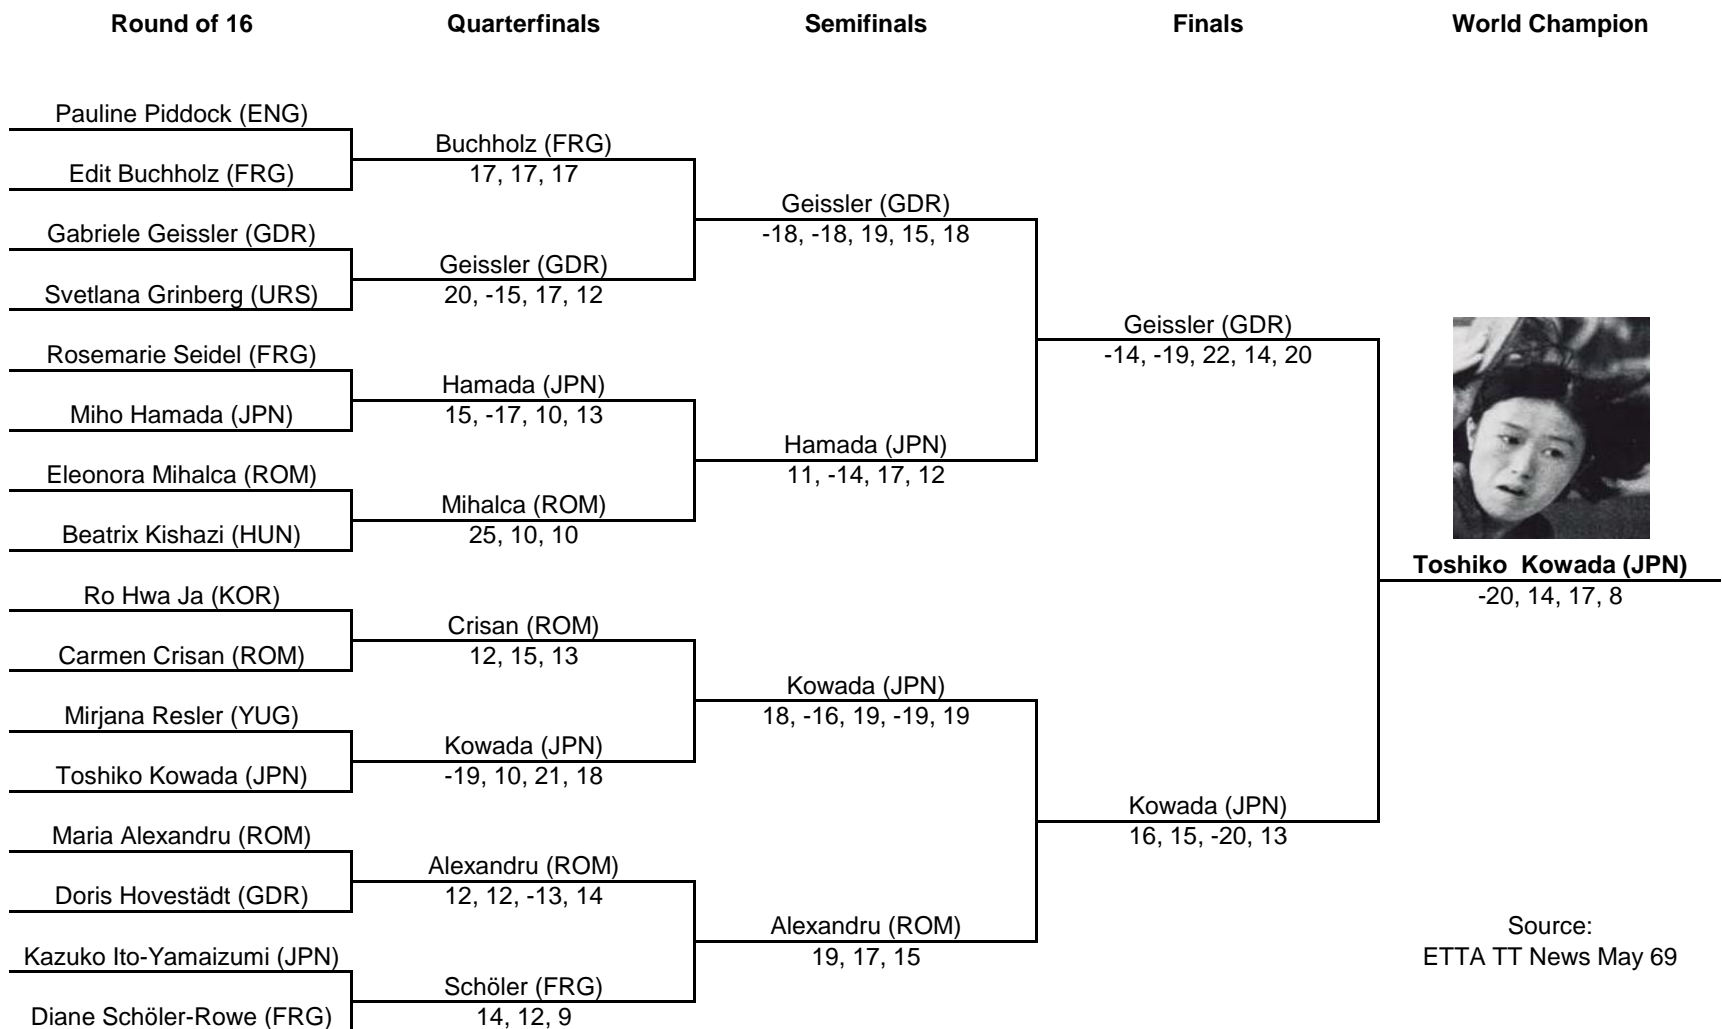 Round of 16
Quarterfinals
Semifinals
Finals
World Champion
Pauline Piddock (ENG)
Edit Buchholz (FRG)
Gabriele Geissler (GDR)
Svetlana Grinberg (URS)
Rosemarie Seidel (FRG)
Miho Hamada (JPN)
Eleonora Mihalca (ROM)
Beatrix Kishazi (HUN)
Ro Hwa Ja (KOR)
Carmen Crisan (ROM)
Mirjana Resler (YUG)
Toshiko Kowada (JPN)
Maria Alexandru (ROM)
Doris Hovestädt (GDR)
Kazuko Ito-Yamaizumi (JPN)
Diane Schöler-Rowe (FRG)
Buchholz (FRG)
17, 17, 17
Geissler (GDR)
20, -15, 17, 12
Hamada (JPN)
15, -17, 10, 13
Mihalca (ROM)
25, 10, 10
Crisan (ROM)
12, 15, 13
Kowada (JPN)
-19, 10, 21, 18
Alexandru (ROM)
12, 12, -13, 14
Schöler (FRG)
14, 12, 9
Geissler (GDR)
-18, -18, 19, 15, 18
Hamada (JPN)
11, -14, 17, 12
Kowada (JPN)
18, -16, 19, -19, 19
Alexandru (ROM)
19, 17, 15
Geissler (GDR)
-14, -19, 22, 14, 20
Kowada (JPN)
16, 15, -20, 13
Toshiko Kowada (JPN)
-20, 14, 17, 8
Source:
ETTA TT News May 69